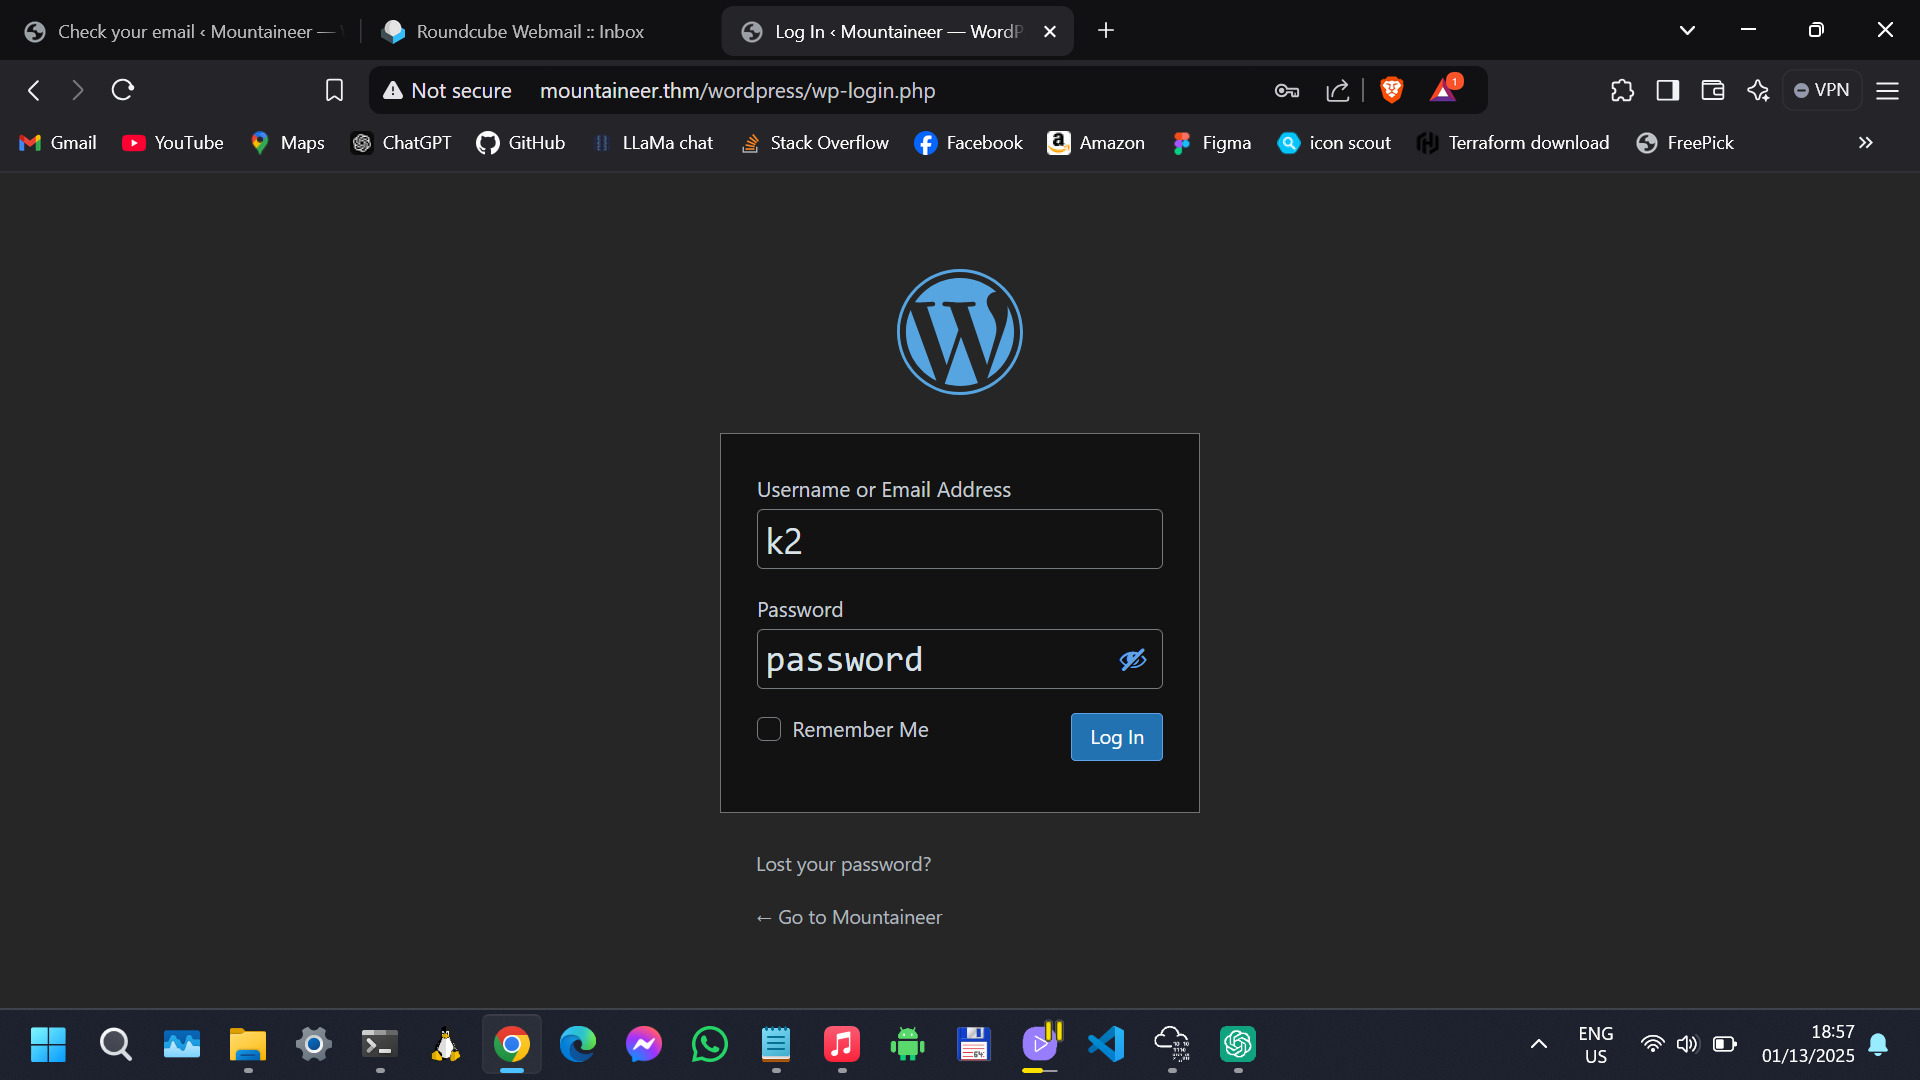 Check your email ‹ Mountaineer —
Roundcube Webmail :: Inbox
Log In ‹ Mountaineer — WordP
Not secure
mountaineer.thm/wordpress/wp-login.php
1
VPN
Gmail
YouTube
Maps
ChatGPT
GitHub
LLaMa chat
Stack Overflow
Facebook
Amazon
Figma
icon scout
Terraform download
FreePick
Username or Email Address
k2
Password
password
Remember Me
Log In
Lost your password?
← Go to Mountaineer
ENG
US
18:57
01/13/2025